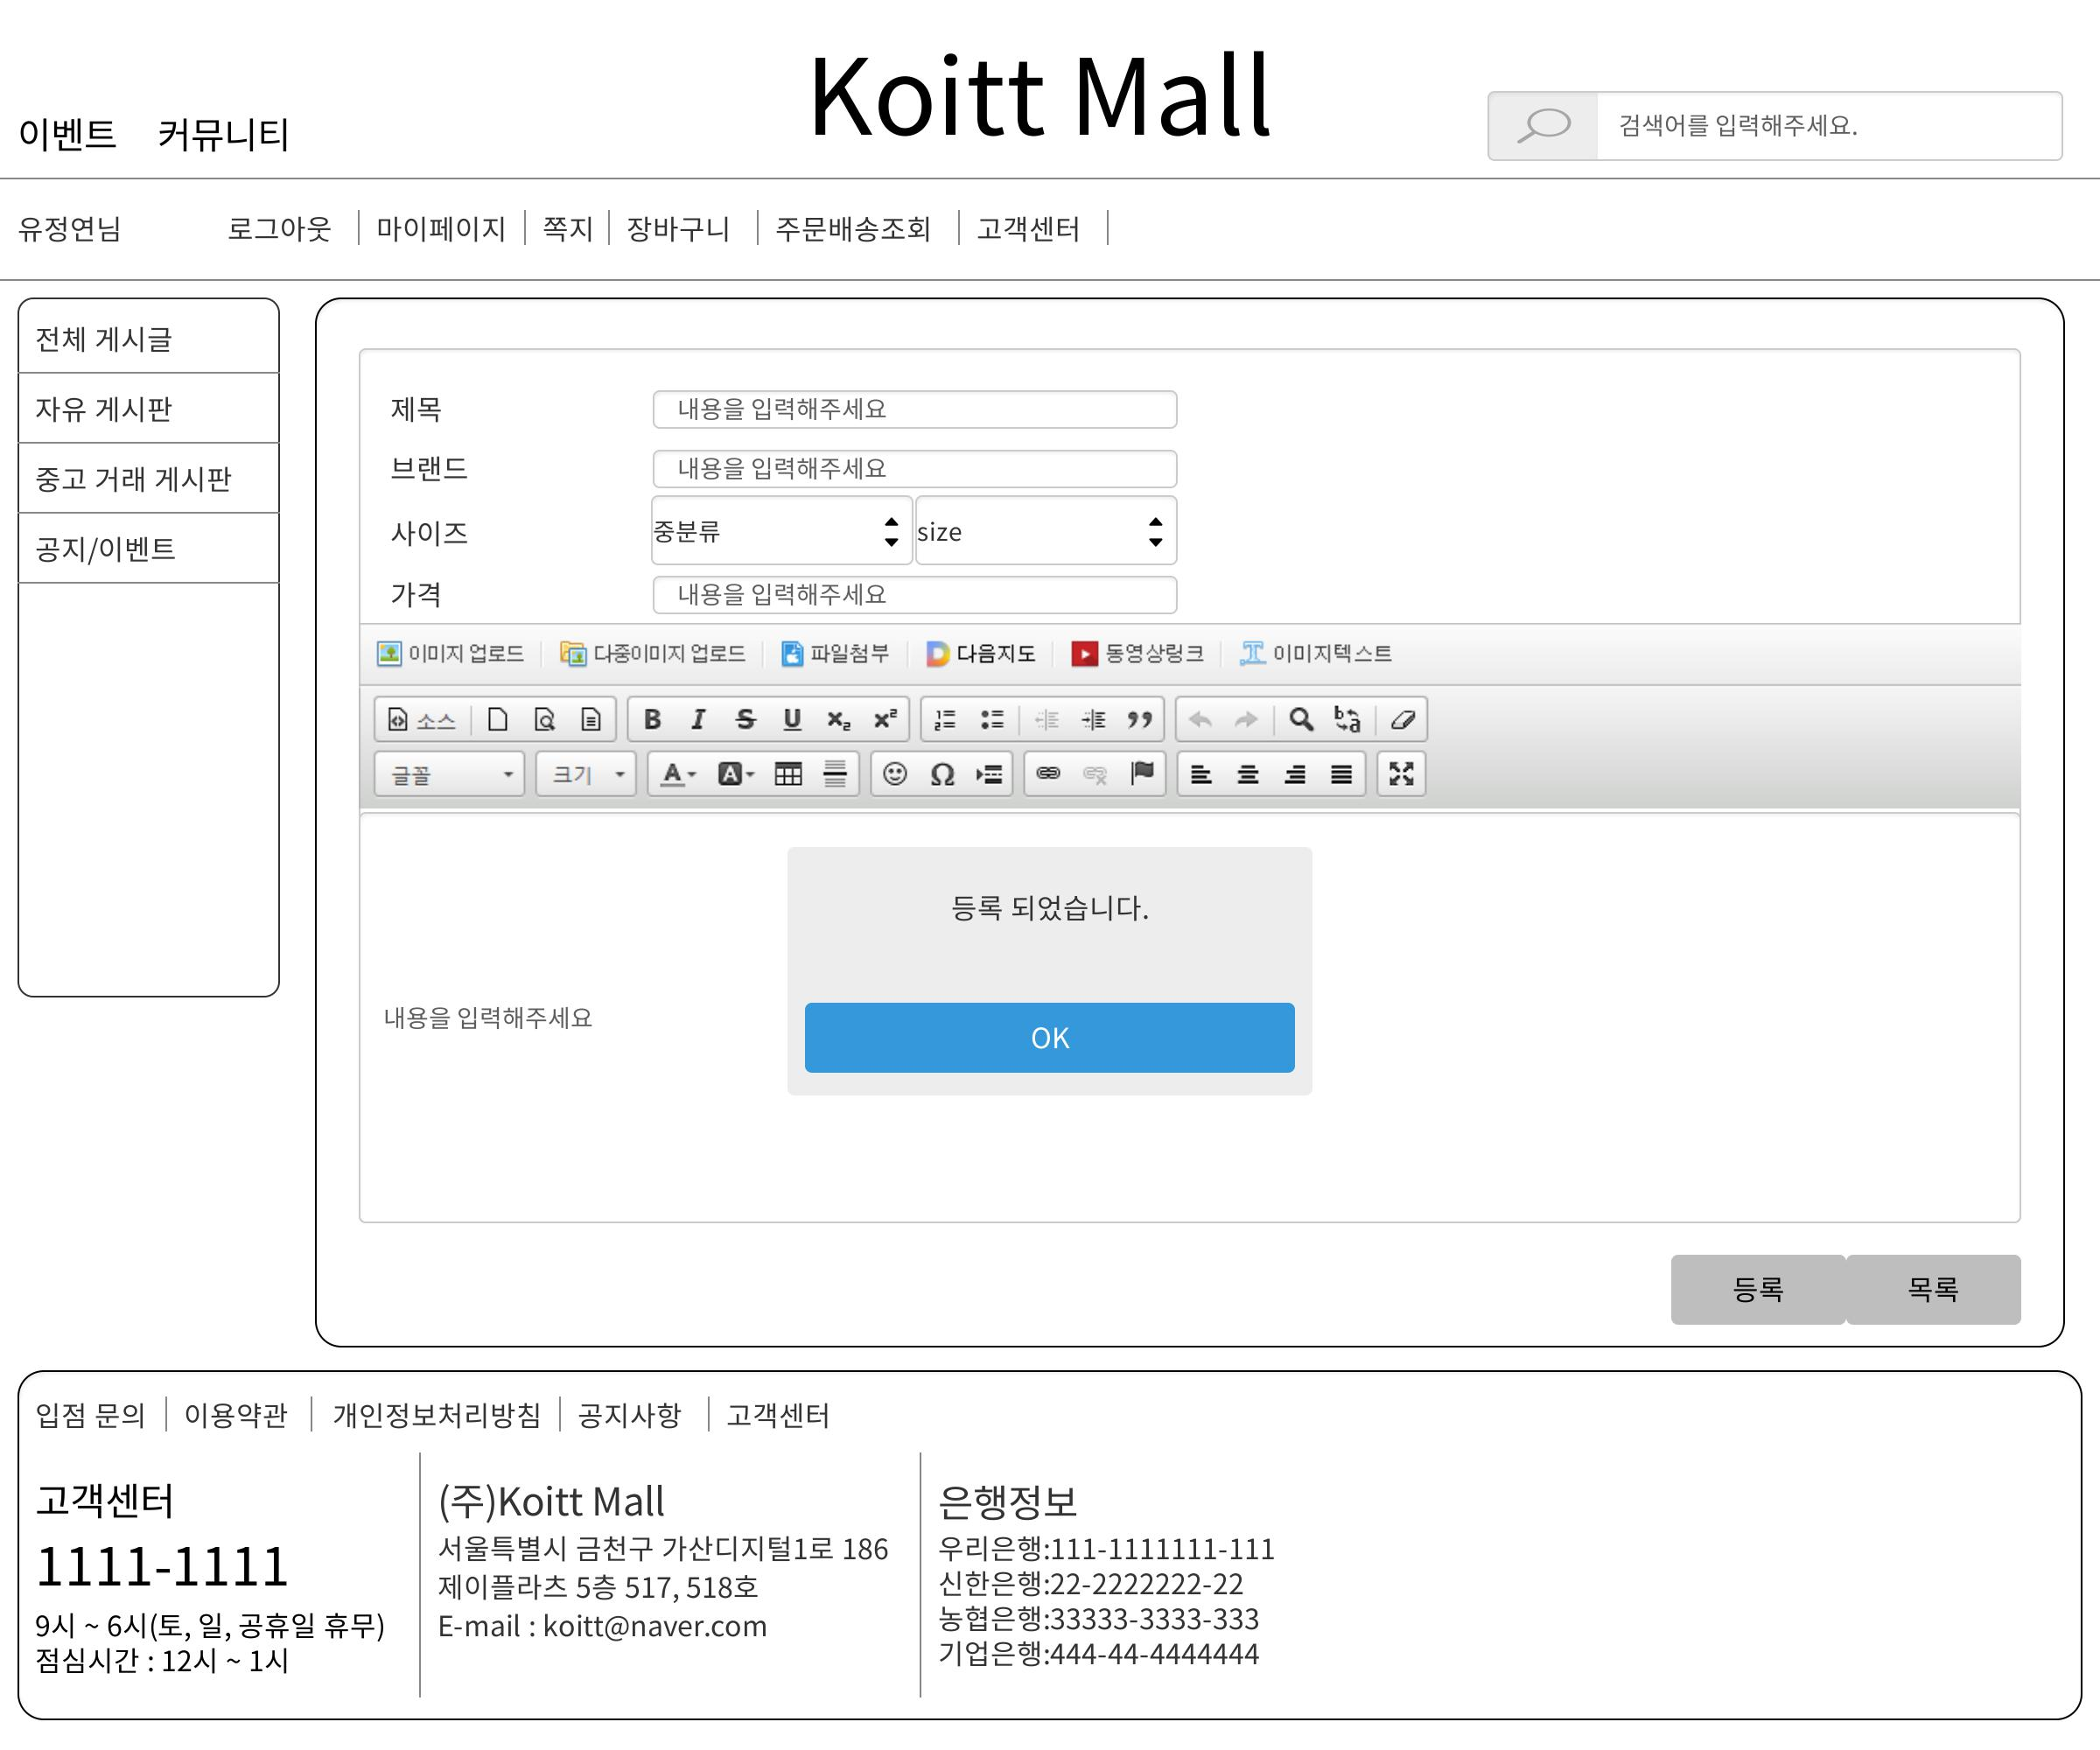 Koitt Mall
이벤트 커뮤니티
검색어를 입력해주세요.
유정연님 로그아웃 마이페이지 쪽지 장바구니 주문배송조회 고객센터
전체 게시글
자유 게시판
중고 거래 게시판
공지/이벤트
제목 내용을 입력해주세요
브랜드 내용을 입력해주세요
사이즈 중분류 size
가격 내용을 입력해주세요
이미지 업로드 다중이미지 업로드 파일첨부 다음지도 동영상링크 이미지텍스트
소스
글꼴 크기
등록 되었습니다.
내용을 입력해주세요
OK
등록 목록
입점 문의 이용약관 개인정보처리방침 공지사항 고객센터
고객센터
1111-1111
9시 ~ 6시(토, 일, 공휴일 휴무)
점심시간 : 12시 ~ 1시
(주)Koitt Mall
서울특별시 금천구 가산디지털1로 186
제이플라츠 5층 517, 518호
E-mail : koitt@naver.com
은행정보
우리은행:111-1111111-111
신한은행:22-2222222-22
농협은행:33333-3333-333
기업은행:444-44-4444444